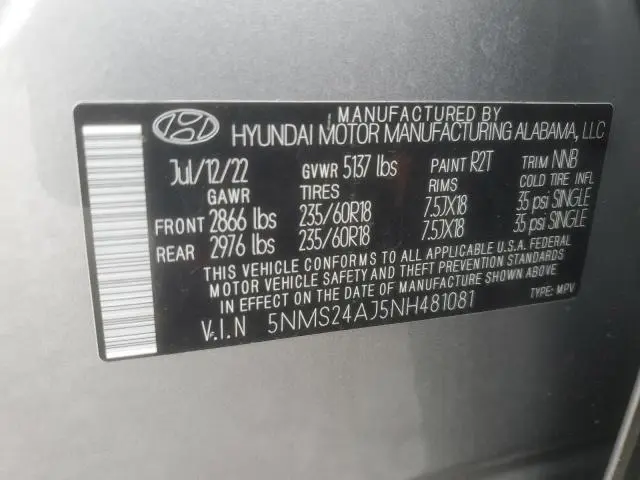 MANUFACTURED BY
HYUNDAI MOTOR MANUFACTURING ALABAMA, LLC
Jul/12/22 GVWR 5137 lbs PAINT R2T TRIM NNB
GAWR TIRES RIMS COLD TIRE INFL
FRONT 2866 lbs 235/60R18 7.5JX18 35 psi SINGLE
REAR 2976 lbs 235/60R18 7.5JX18 35 psi SINGLE
THIS VEHICLE CONFORMS TO ALL APPLICABLE U.S.A. FEDERAL
MOTOR VEHICLE SAFETY AND THEFT PREVENTION STANDARDS
IN EFFECT ON THE DATE OF MANUFACTURE SHOWN ABOVE.
V.I.N 5NMS24AJ5NH481081 TYPE: MPV